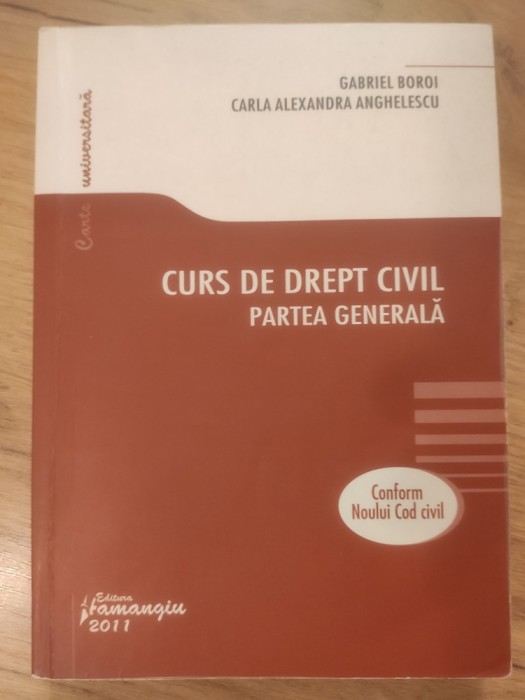 GABRIEL BOROI
CARLA ALEXANDRA ANGHELESCU
Carte universitară
CURS DE DREPT CIVIL
PARTEA GENERALĂ
Conform
Noului Cod civil
Editura
Hamangiu
2011